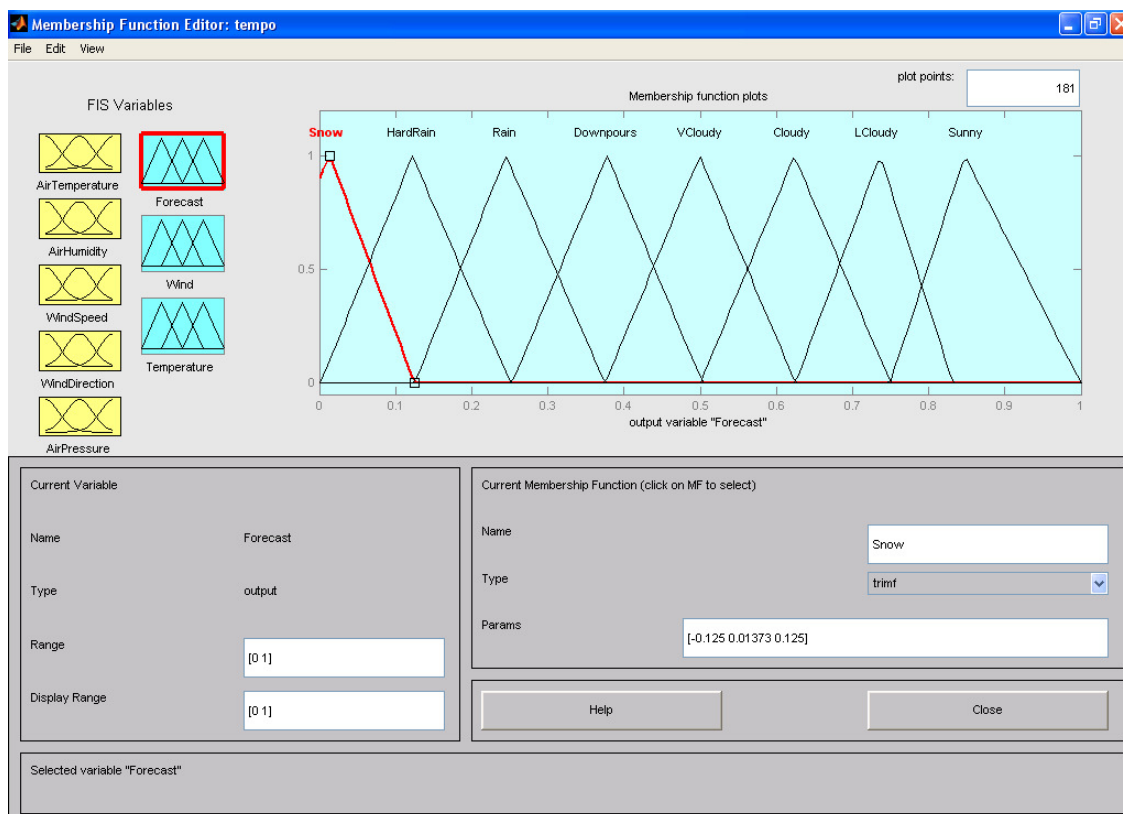 Membership Function Editor: tempo
File Edit View
plot points:
181
FIS Variables
Membership function plots
AirTemperature
Forecast
AirHumidity
Wind
WindSpeed
Temperature
WindDirection
AirPressure
Snow HardRain Rain Downpours VCloudy Cloudy LCloudy Sunny
1
0.5
0
0 0.1 0.2 0.3 0.4 0.5 0.6 0.7 0.8 0.9 1
output variable "Forecast"
Current Variable
Name Forecast
Type output
Range [0 1]
Display Range [0 1]
Current Membership Function (click on MF to select)
Name Snow
Type trimf
Params [-0.125 0.01373 0.125]
Help Close
Selected variable "Forecast"